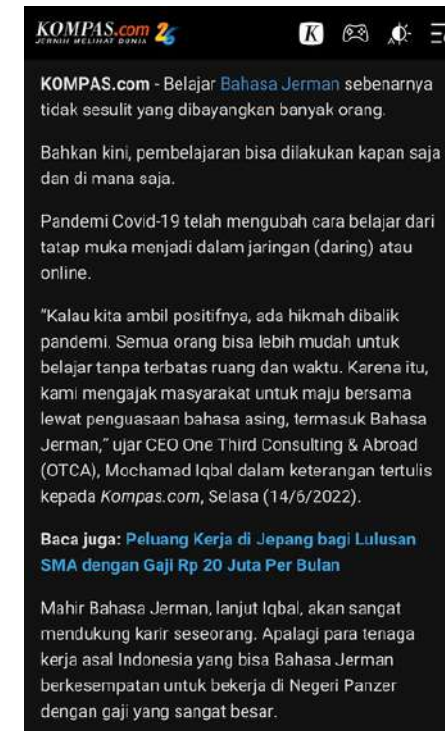 KOMPAS.com 26
JERNIH MELIHAT DUNIA
K
KOMPAS.com - Belajar Bahasa Jerman sebenarnya
tidak sesulit yang dibayangkan banyak orang.
Bahkan kini, pembelajaran bisa dilakukan kapan saja
dan di mana saja.
Pandemi Covid-19 telah mengubah cara belajar dari
tatap muka menjadi dalam jaringan (daring) atau
online.
"Kalau kita ambil positifnya, ada hikmah dibalik
pandemi. Semua orang bisa lebih mudah untuk
belajar tanpa terbatas ruang dan waktu. Karena itu,
kami mengajak masyarakat untuk maju bersama
lewat penguasaan bahasa asing, termasuk Bahasa
Jerman," ujar CEO One Third Consulting & Abroad
(OTCA), Mochamad Iqbal dalam keterangan tertulis
kepada Kompas.com, Selasa (14/6/2022).
Baca juga: Peluang Kerja di Jepang bagi Lulusan
SMA dengan Gaji Rp 20 Juta Per Bulan
Mahir Bahasa Jerman, lanjut Iqbal, akan sangat
mendukung karir seseorang. Apalagi para tenaga
kerja asal Indonesia yang bisa Bahasa Jerman
berkesempatan untuk bekerja di Negeri Panzer
dengan gaji yang sangat besar.